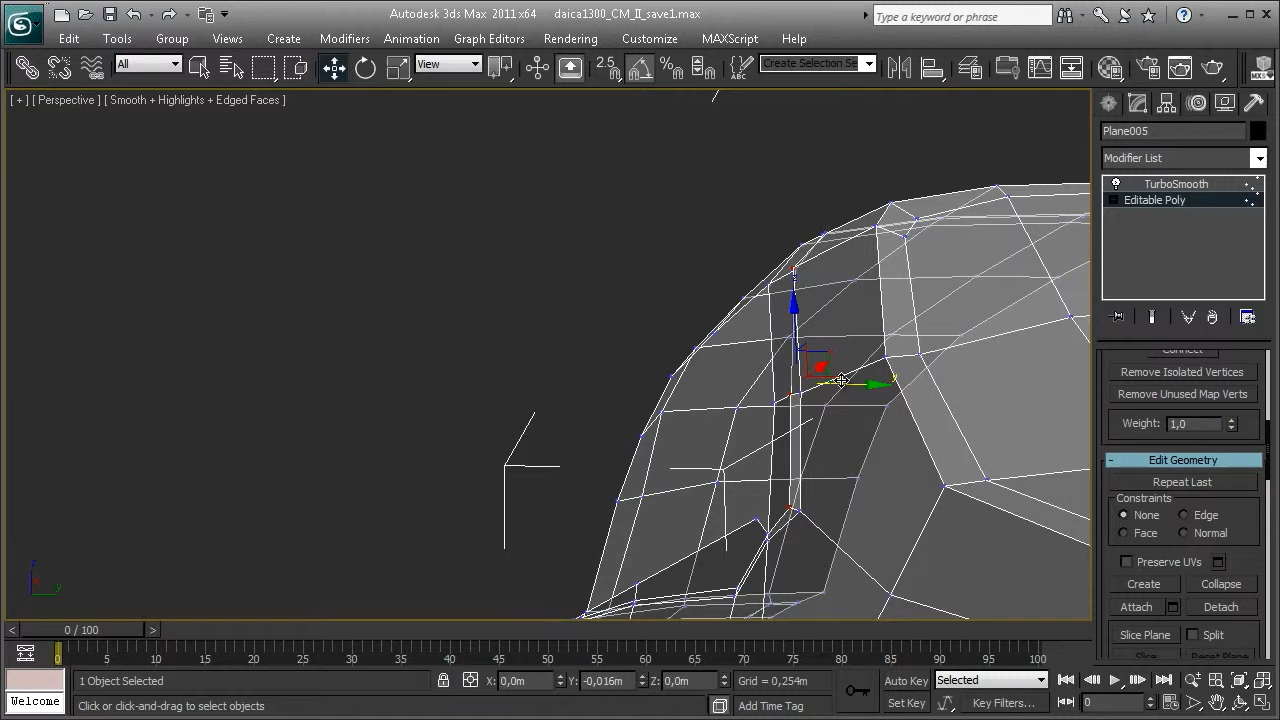 Autodesk 3ds Max 2011 x64 daica1300_CM_II_save1.max
Type a keyword or phrase
Edit Tools Group Views Create Modifiers Animation Graph Editors Rendering Customize MAXScript Help
All View 2.5 Create Selection Se
[ + ] [ Perspective ] [ Smooth + Highlights + Edged Faces ]
Plane005
Modifier List
TurboSmooth
Editable Poly
Connect
Remove Isolated Vertices
Remove Unused Map Verts
Weight: 1,0
- Edit Geometry
Repeat Last
Constraints
None Edge
Face Normal
Preserve UVs
Create Collapse
Attach Detach
Slice Plane Split
Slice Reset Plane
z
x y
< 0 / 100 >
0 5 10 15 20 25 30 35 40 45 50 55 60 65 70 75 80 85 90 95 100
1 Object Selected X: 0,0m Y: -0,016m Z: 0,0m Grid = 0,254m Auto Key Selected
Welcome Click or click-and-drag to select objects Add Time Tag Set Key Key Filters... 0